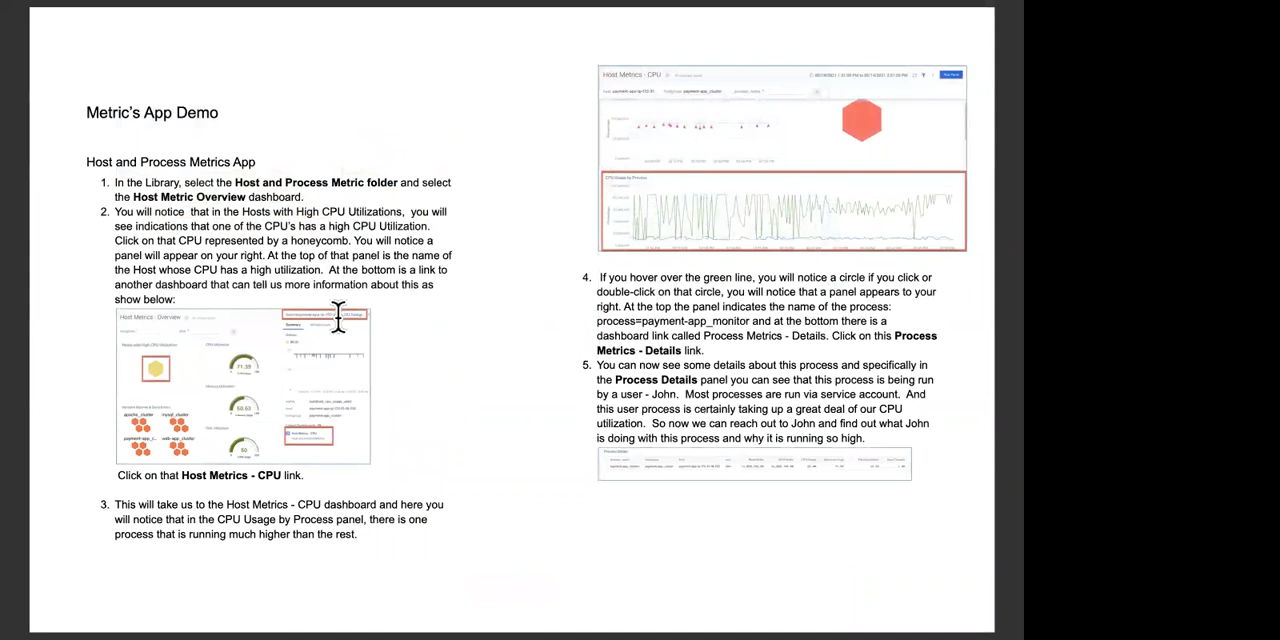 Metric's App Demo
Host and Process Metrics App
1. In the Library, select the Host and Process Metric folder and select
the Host Metric Overview dashboard.
2. You will notice that in the Hosts with High CPU Utilizations, you will
see indications that one of the CPU's has a high CPU Utilization.
Click on that CPU represented by a honeycomb. You will notice a
panel will appear on your right. At the top of that panel is the name of
the Host whose CPU has a high utilization. At the bottom is a link to
another dashboard that can tell us more information about this as
show below:
Host Metrics - Overview
Summary
71.39
50.63
50
apache_cluster mysql_cluster
payment-app_c... web-app_cluster
Click on that Host Metrics - CPU link.
3. This will take us to the Host Metrics - CPU dashboard and here you
will notice that in the CPU Usage by Process panel, there is one
process that is running much higher than the rest.
Host Metrics - CPU
CPU Usage by Process
4. If you hover over the green line, you will notice a circle if you click or
double-click on that circle, you will notice that a panel appears to your
right. At the top the panel indicates the name of the process:
process=payment-app_monitor and at the bottom there is a
dashboard link called Process Metrics - Details. Click on this Process
Metrics - Details link.
5. You can now see some details about this process and specifically in
the Process Details panel you can see that this process is being run
by a user - John. Most processes are run via service account. And
this user process is certainly taking up a great deal of our CPU
utilization. So now we can reach out to John and find out what John
is doing with this process and why it is running so high.
Process Details